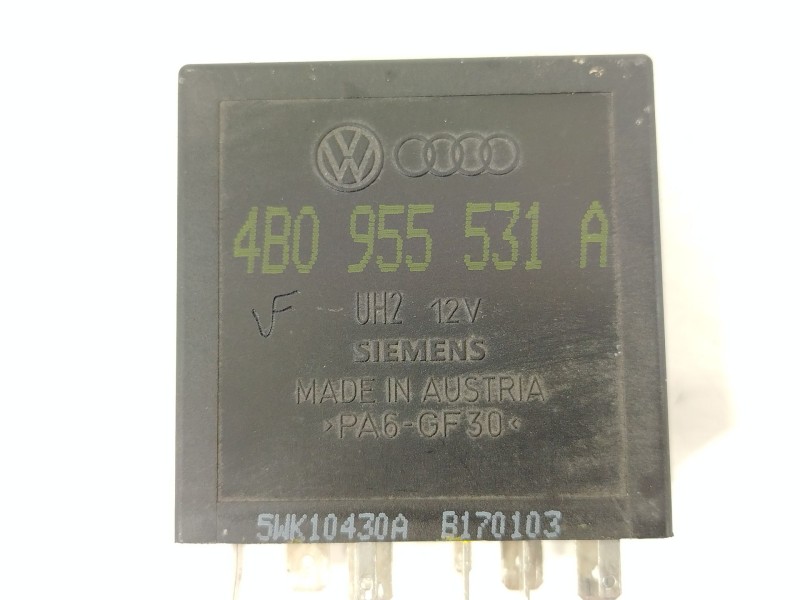 4B0 955 531 A
VF UH2 12V
SIEMENS
MADE IN AUSTRIA
>PA6-GF30<
5WK10430A B170103